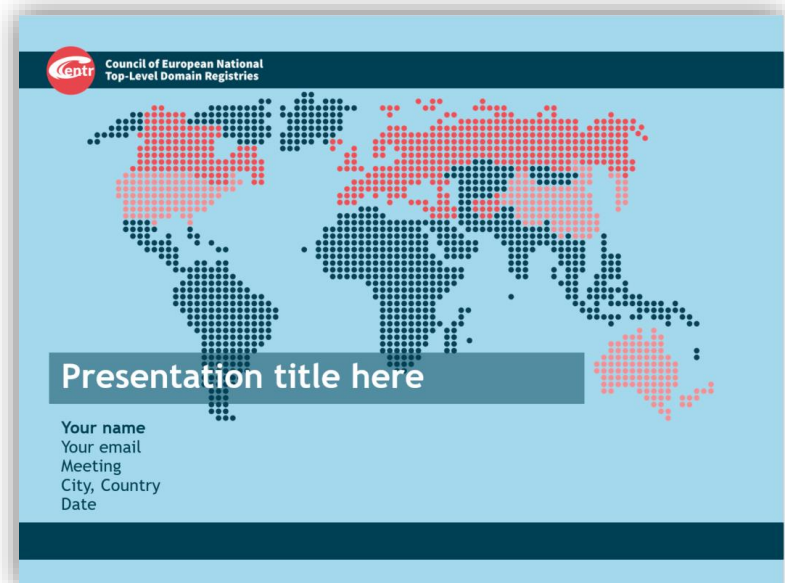 Centr
Council of European National
Top-Level Domain Registries
Presentation title here
Your name
Your email
Meeting
City, Country
Date